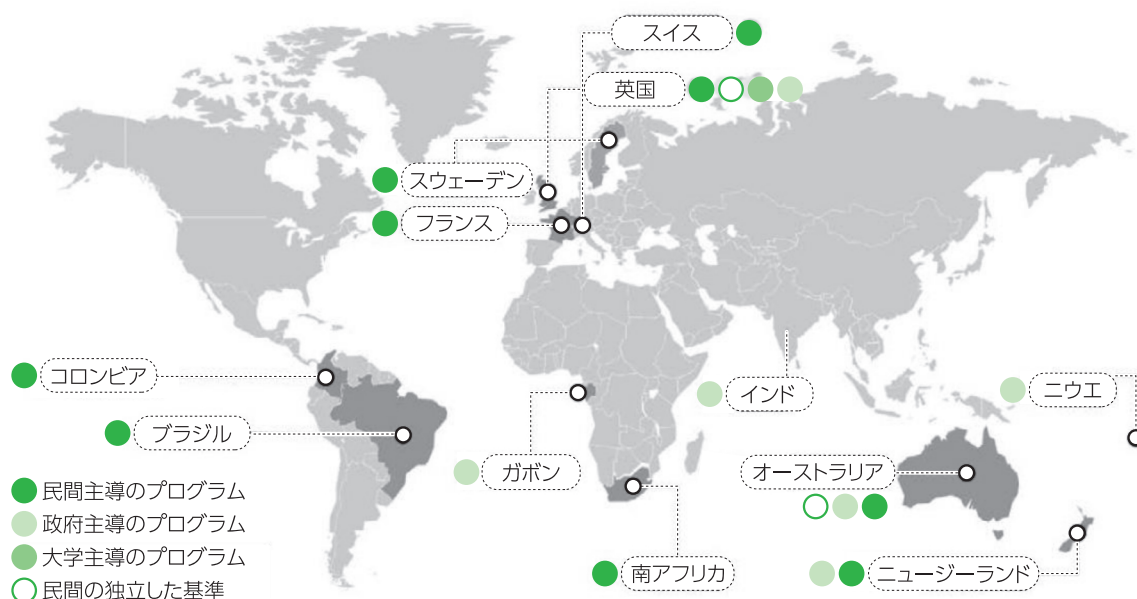 スイス
英国
スウェーデン
フランス
コロンビア
インド
ニウエ
ブラジル
ガボン
オーストラリア
民間主導のプログラム
政府主導のプログラム
大学主導のプログラム
南アフリカ
ニュージーランド
民間の独立した基準